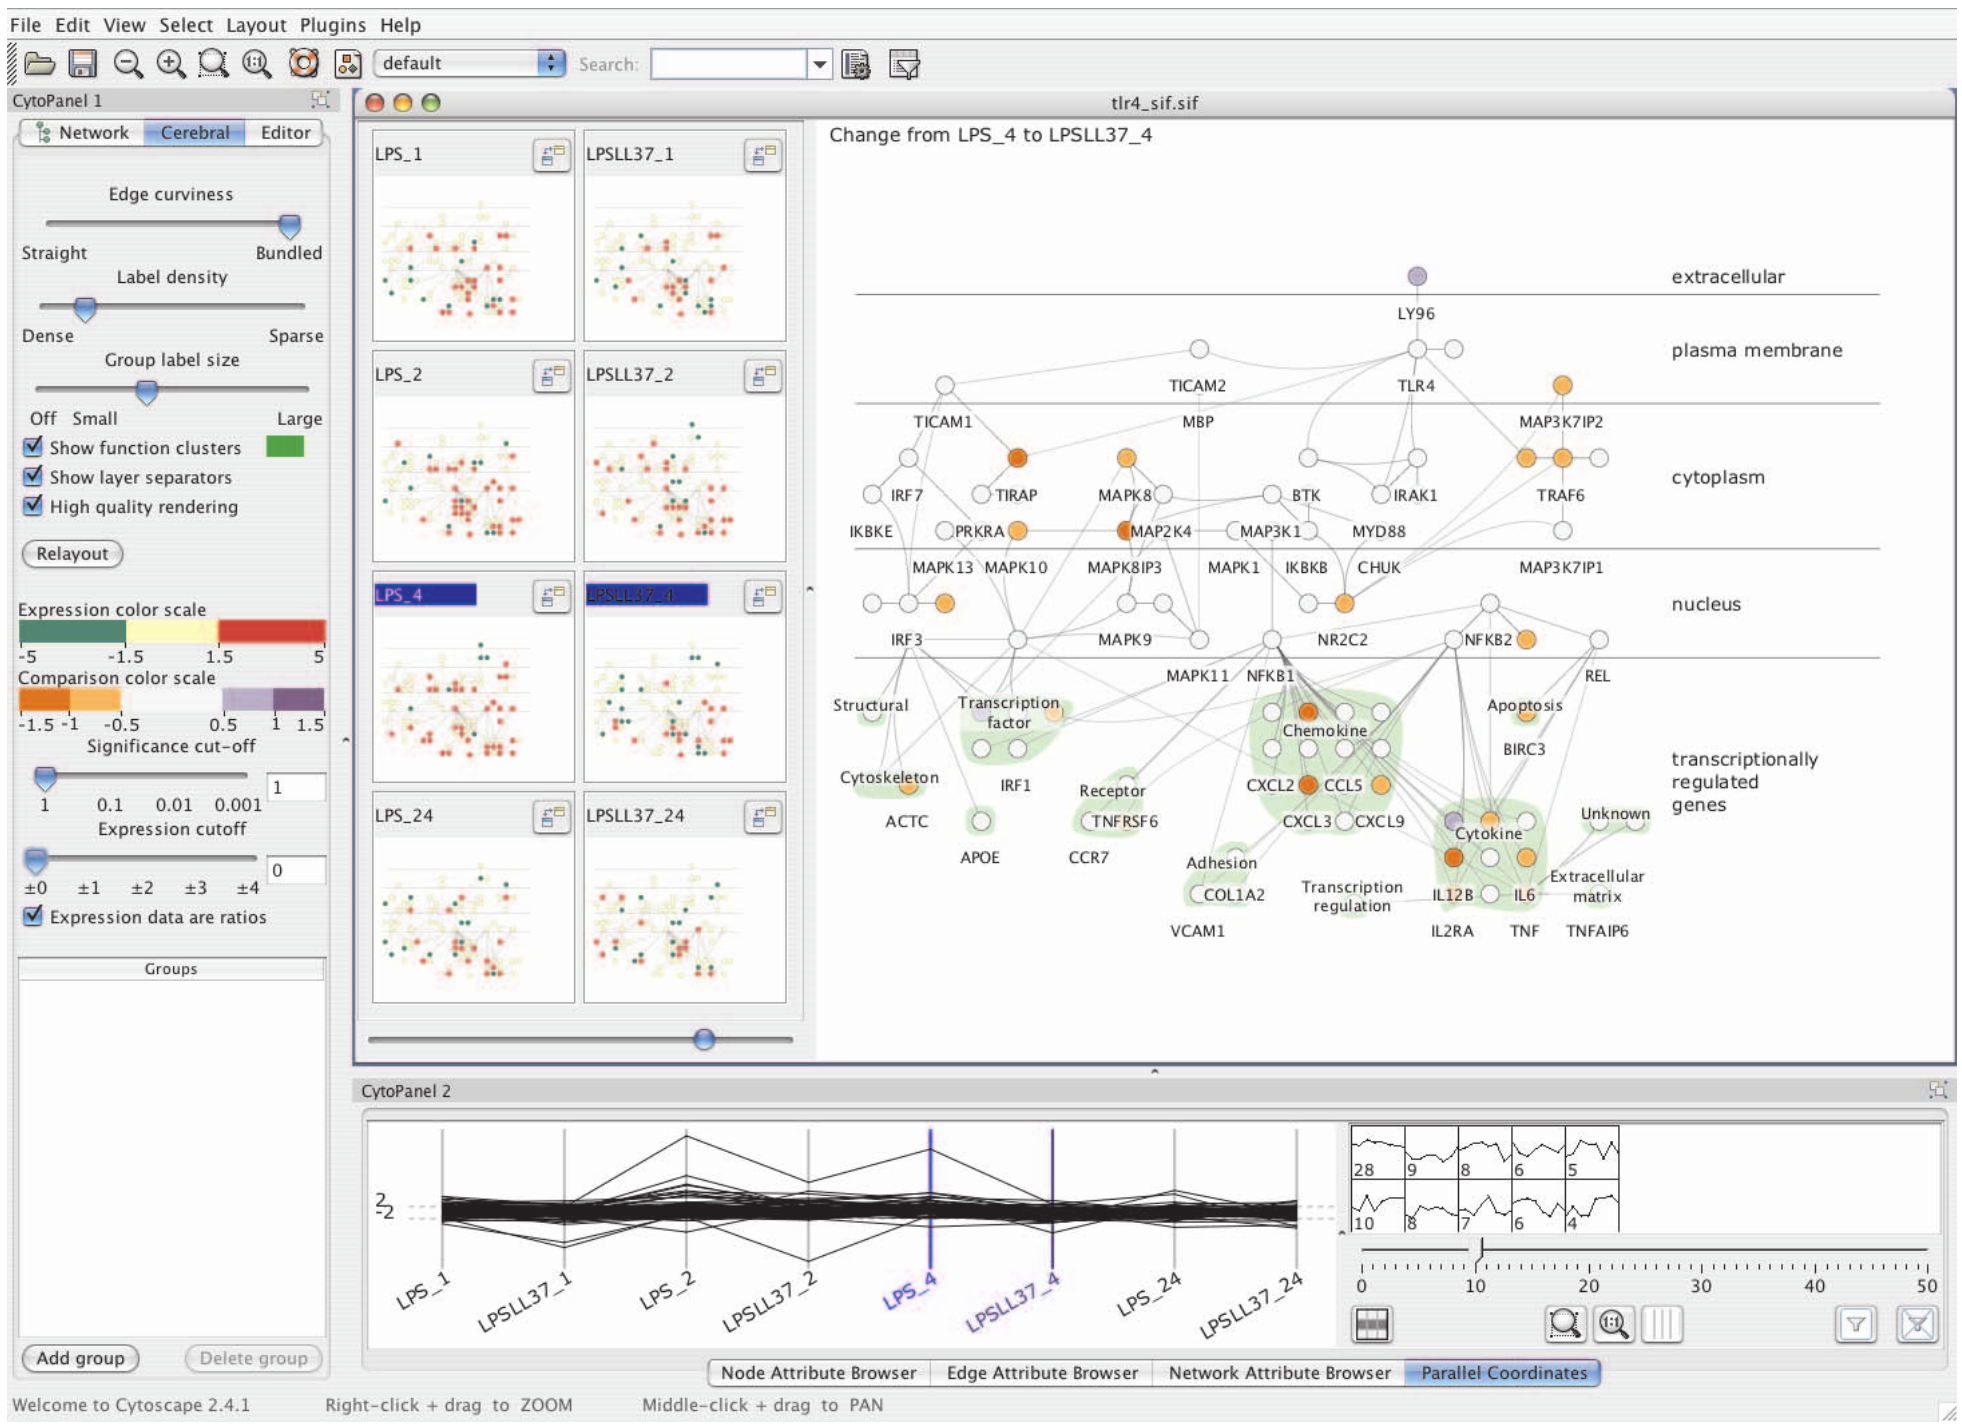 File Edit View Select Layout Plugins Help
default
Search:
CytoPanel 1
Network Cerebral Editor
Edge curviness
Straight Bundled
Label density
Dense Sparse
Group label size
Off Small Large
Show function clusters
Show layer separators
High quality rendering
Relayout
Expression color scale
-5 -1.5 1.5 5
Comparison color scale
-1.5 -1 -0.5 0.5 1 1.5
Significance cut-off
1
1 0.1 0.01 0.001
Expression cutoff
0
±0 ±1 ±2 ±3 ±4
Expression data are ratios
Groups
Add group Delete group
tlr4_sif.sif
LPS_1 LPSLL37_1
LPS_2 LPSLL37_2
LPS_4 LPSLL37_4
LPS_24 LPSLL37_24
Change from LPS_4 to LPSLL37_4
extracellular
LY96
plasma membrane
TICAM2 TLR4
TICAM1 MBP MAP3K7IP2
cytoplasm
IRF7 TIRAP MAPK8 BTK IRAK1 TRAF6
IKBKE PRKRA MAP2K4 MAP3K1 MYD88
MAPK13 MAPK10 MAPK8IP3 MAPK1 IKBKB CHUK MAP3K7IP1
nucleus
IRF3 MAPK9 NR2C2 NFKB2
MAPK11 NFKB1 REL
Structural Transcription factor Apoptosis
Chemokine
BIRC3
transcriptionally
regulated
genes
Cytoskeleton IRF1 Receptor CXCL2 CCL5
ACTC TNFRSF6 CXCL3 CXCL9 Cytokine Unknown
APOE CCR7 Adhesion
COL1A2 Transcription regulation IL12B IL6 Extracellular matrix
VCAM1 IL2RA TNF TNFAIP6
CytoPanel 2
2
-2
LPS_1 LPSLL37_1 LPS_2 LPSLL37_2 LPS_4 LPSLL37_4 LPS_24 LPSLL37_24
28 9 8 6 5
10 8 7 6 4
0 10 20 30 40 50
1:1
Node Attribute Browser Edge Attribute Browser Network Attribute Browser Parallel Coordinates
Welcome to Cytoscape 2.4.1 Right-click + drag to ZOOM Middle-click + drag to PAN